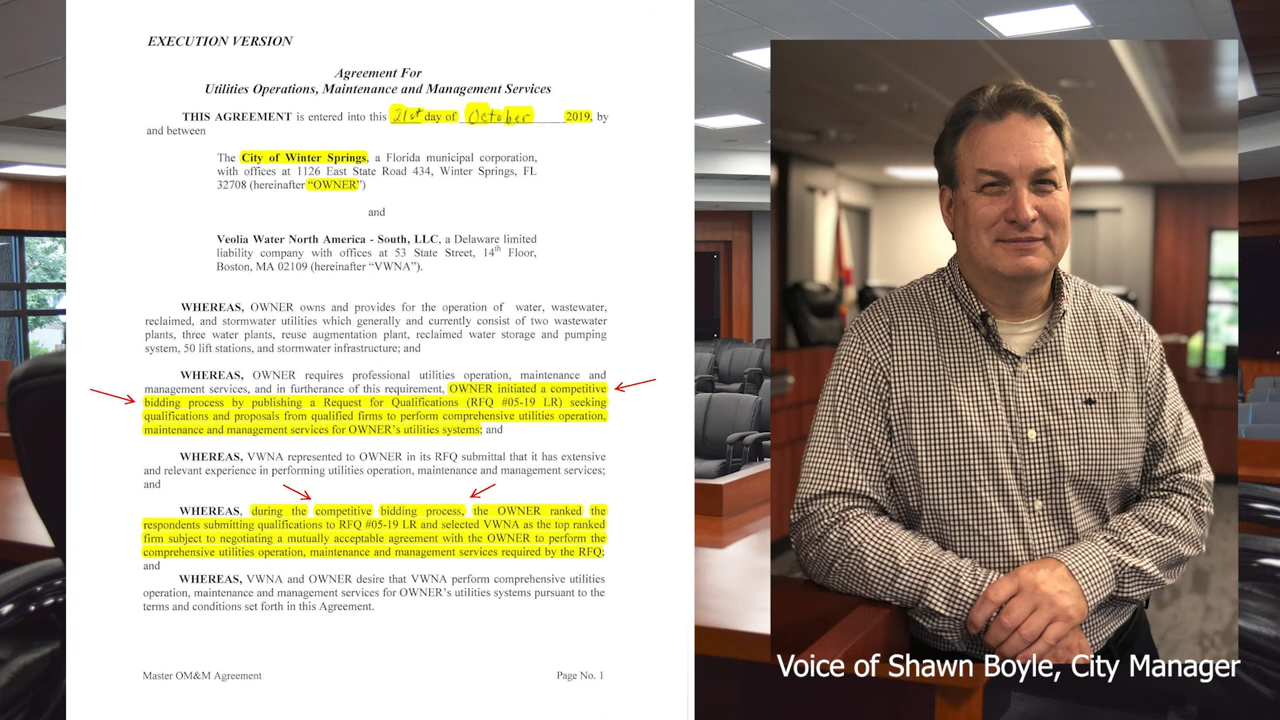 EXECUTION VERSION
Agreement For
Utilities Operations, Maintenance and Management Services
THIS AGREEMENT is entered into this 21st day of October 2019, by
and between
The City of Winter Springs, a Florida municipal corporation,
with offices at 1126 East State Road 434, Winter Springs, FL
32708 (hereinafter “OWNER”)
and
Veolia Water North America - South, LLC, a Delaware limited
liability company with offices at 53 State Street, 14th Floor,
Boston, MA 02109 (hereinafter “VWNA”).
WHEREAS, OWNER owns and provides for the operation of water, wastewater,
reclaimed, and stormwater utilities which generally and currently consist of two wastewater
plants, three water plants, reuse augmentation plant, reclaimed water storage and pumping
system, 50 lift stations, and stormwater infrastructure; and
WHEREAS, OWNER requires professional utilities operation, maintenance and
management services, and in furtherance of this requirement, OWNER initiated a competitive
bidding process by publishing a Request for Qualifications (RFQ #05-19 LR) seeking
qualifications and proposals from qualified firms to perform comprehensive utilities operation,
maintenance and management services for OWNER’s utilities systems; and
WHEREAS, VWNA represented to OWNER in its RFQ submittal that it has extensive
and relevant experience in performing utilities operation, maintenance and management services;
and
WHEREAS, during the competitive bidding process, the OWNER ranked the
respondents submitting qualifications to RFQ #05-19 LR and selected VWNA as the top ranked
firm subject to negotiating a mutually acceptable agreement with the OWNER to perform the
comprehensive utilities operation, maintenance and management services required by the RFQ;
and
WHEREAS, VWNA and OWNER desire that VWNA perform comprehensive utilities
operation, maintenance and management services for OWNER’s utilities systems pursuant to the
terms and conditions set forth in this Agreement.
Master OM&M Agreement
Page No. 1
Voice of Shawn Boyle, City Manager